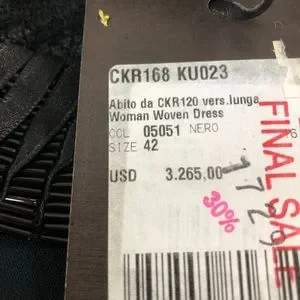 CKR168 KU023
Abito da CKR120 vers.lunga
Woman Woven Dress
COL 05051 NERO
SIZE 42
USD 3.265,00
30%
FINAL SALE